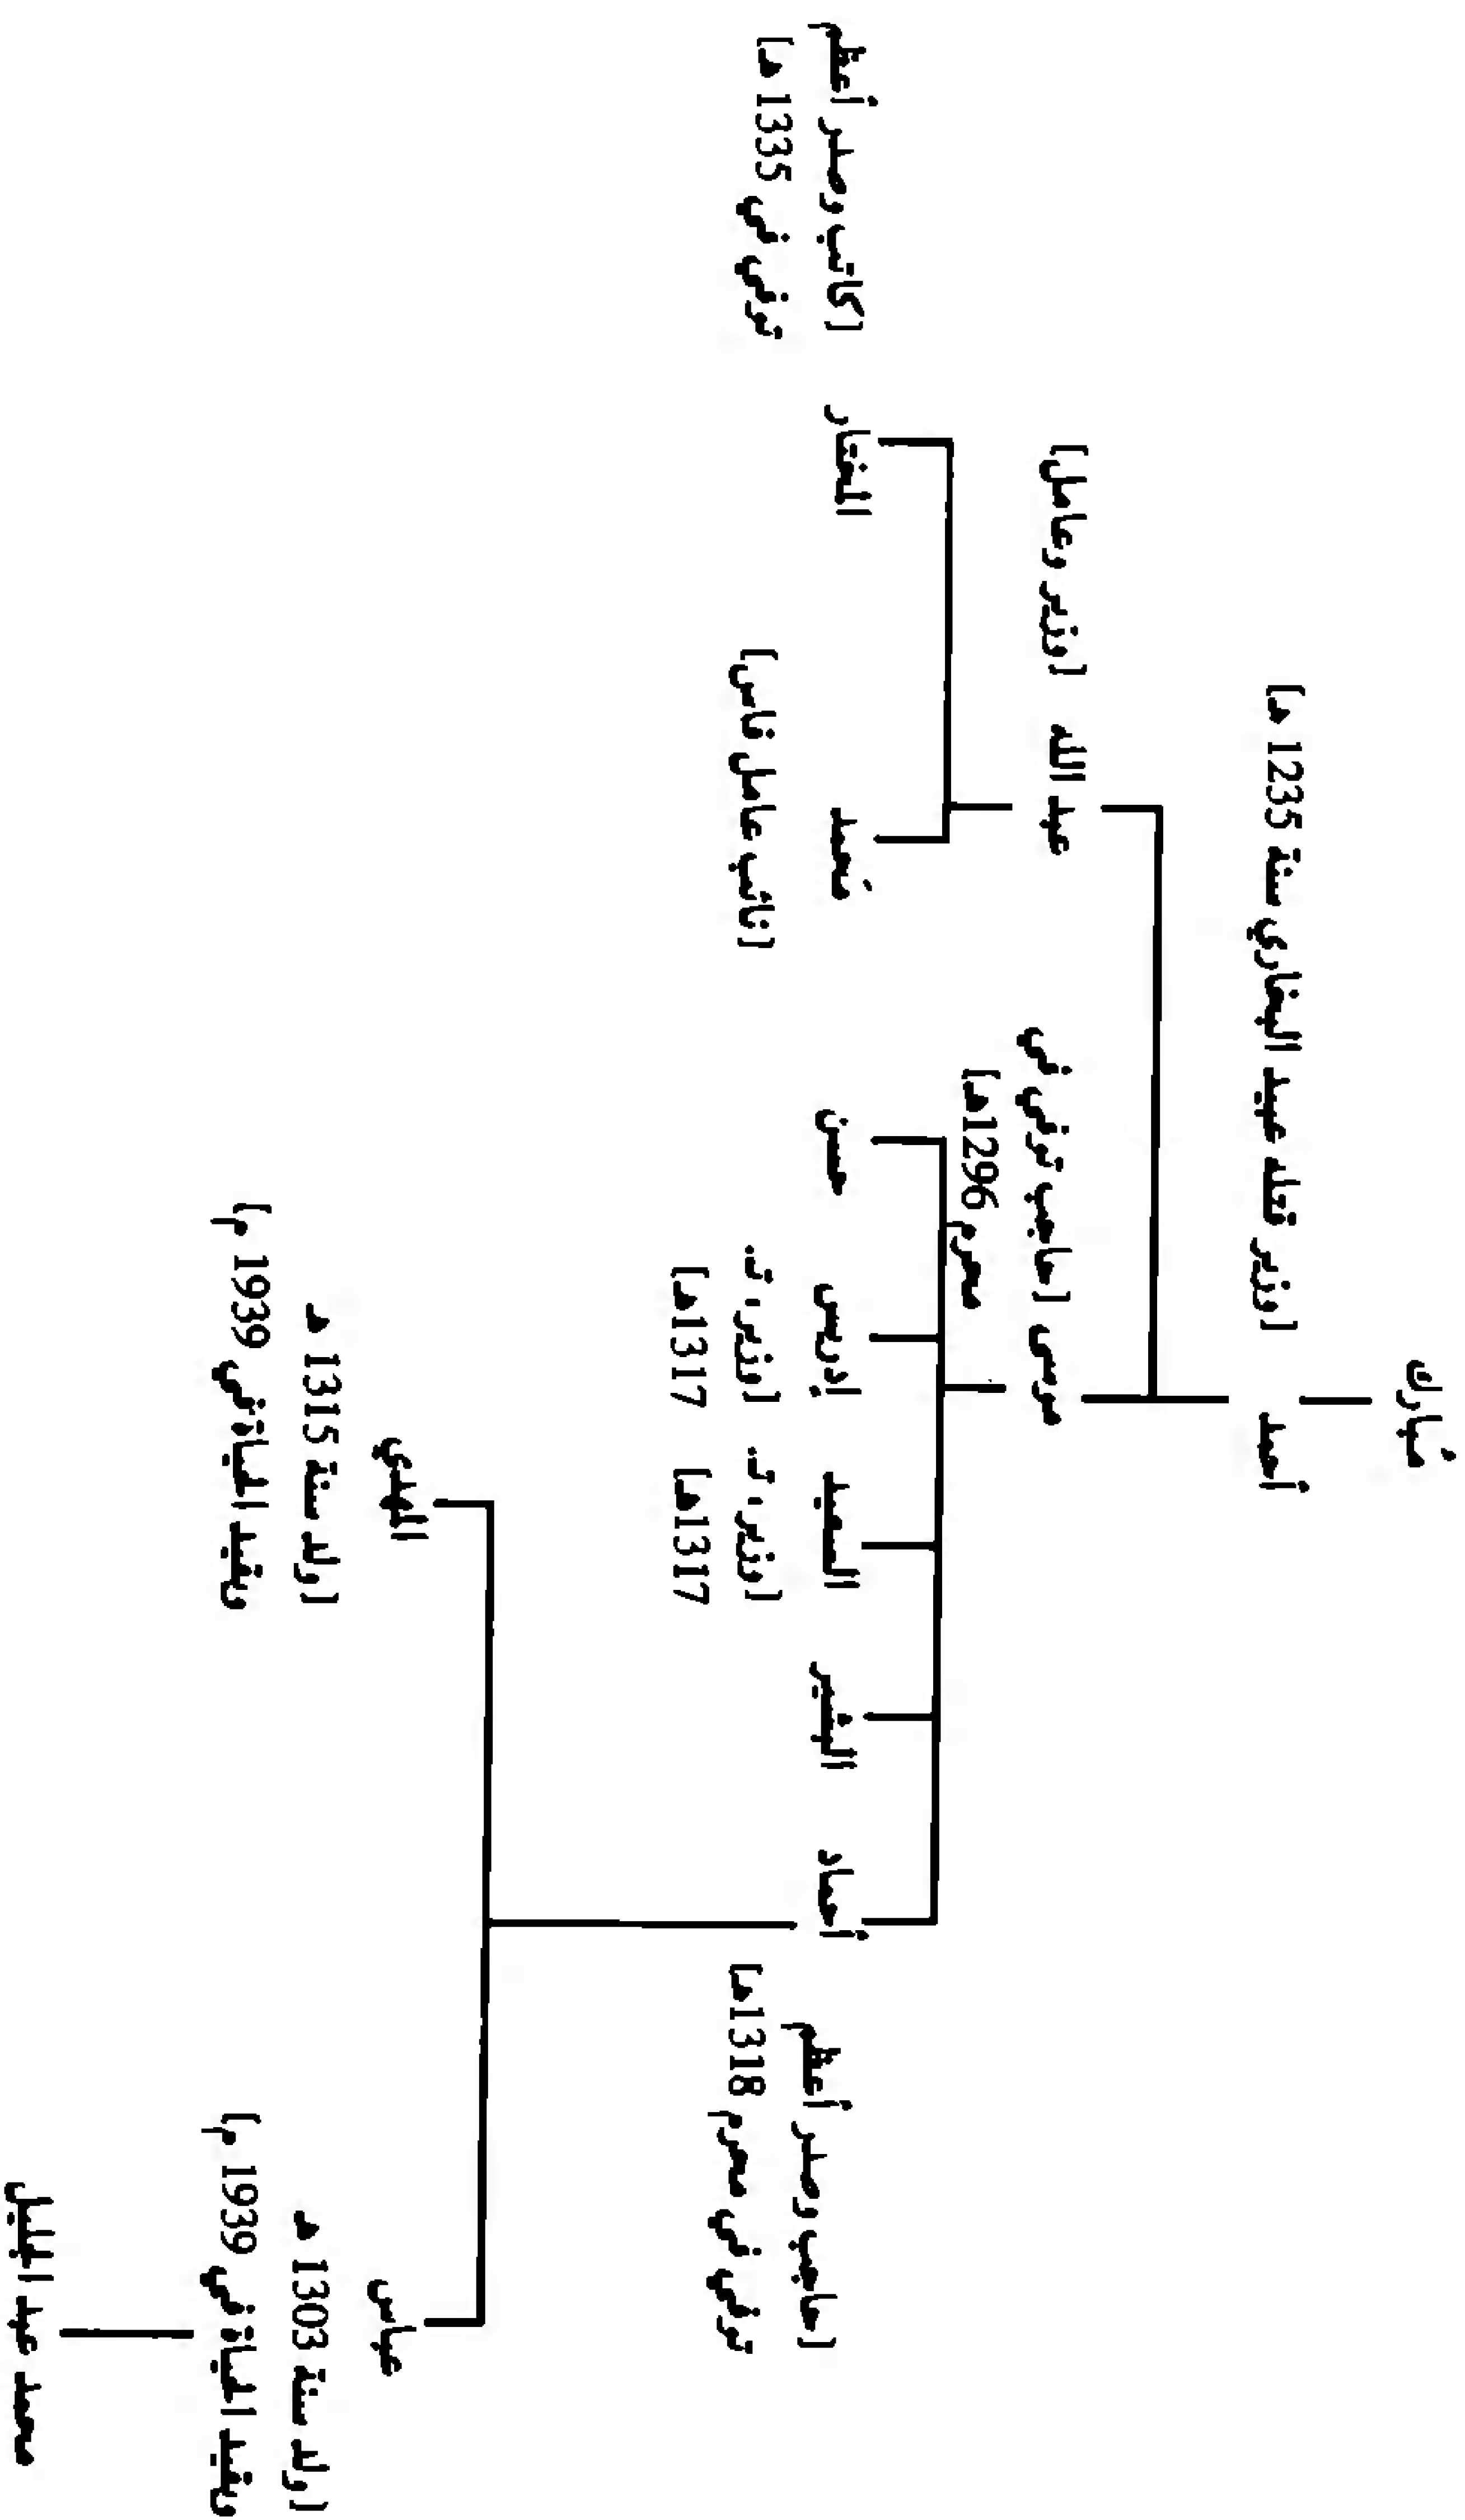 مُبارك
أحمد
[وزير قتله عبيد البخاري سنة 1235 هـ]
موسى [حاجب توفي في
محرم 1296هـ]
عبد الله [وزير وعامل]
أحماد
[حاجب وصدر أعظم
توفي في محرم 1318هـ]
البشير
السعيد
[وزير، ت.
1317هـ]
إدريس
[وزير، ت.
1317هـ]
حسن
مَحمد
[نائب عامل فاس]
المختار
[كاتب وصدر أعظم
توفي في 1335 هـ]
عباس
[ولد سنة 1303 هـ
وبقيد الحياة في 1939 م]
المهدي
[ولد سنة 1315 هـ
وبقيد الحياة في 1939 م]
محمد عبد الجليل